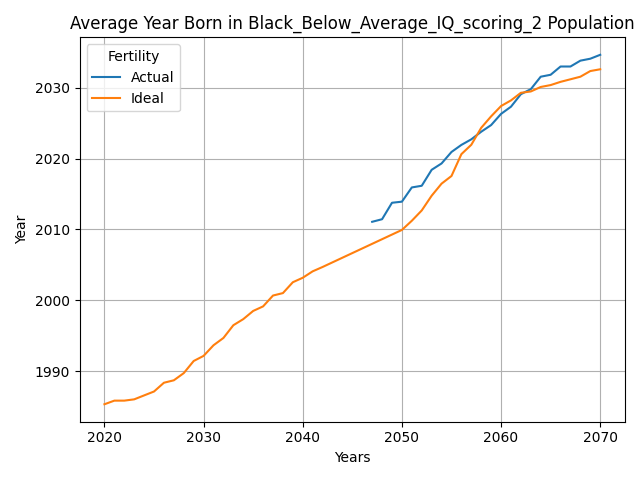 Average Year Born in Black_Below_Average_IQ_scoring_2 Population
Fertility
Actual
Ideal
Year
2030
2020
2010
2000
1990
2020 2030 2040 2050 2060 2070
Years